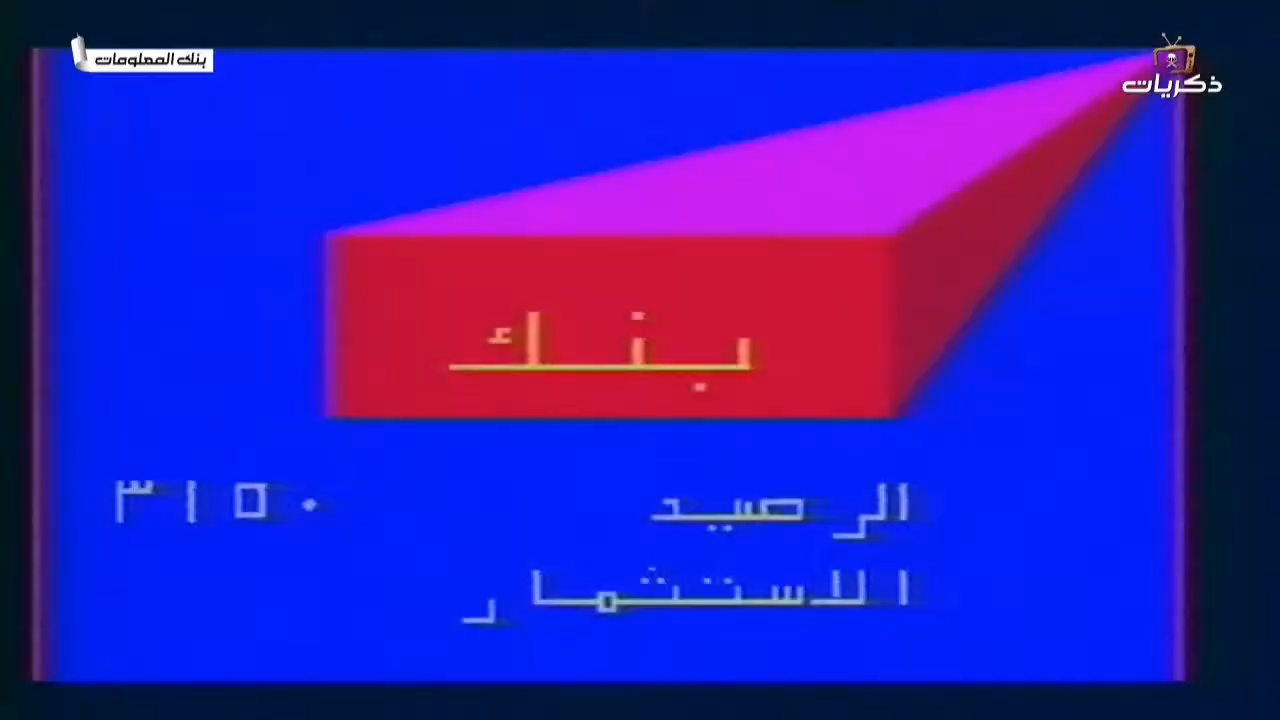 بنك المعلومات
ذكريات
بنك
الرصيد ٣١٥٠
الاستثمار